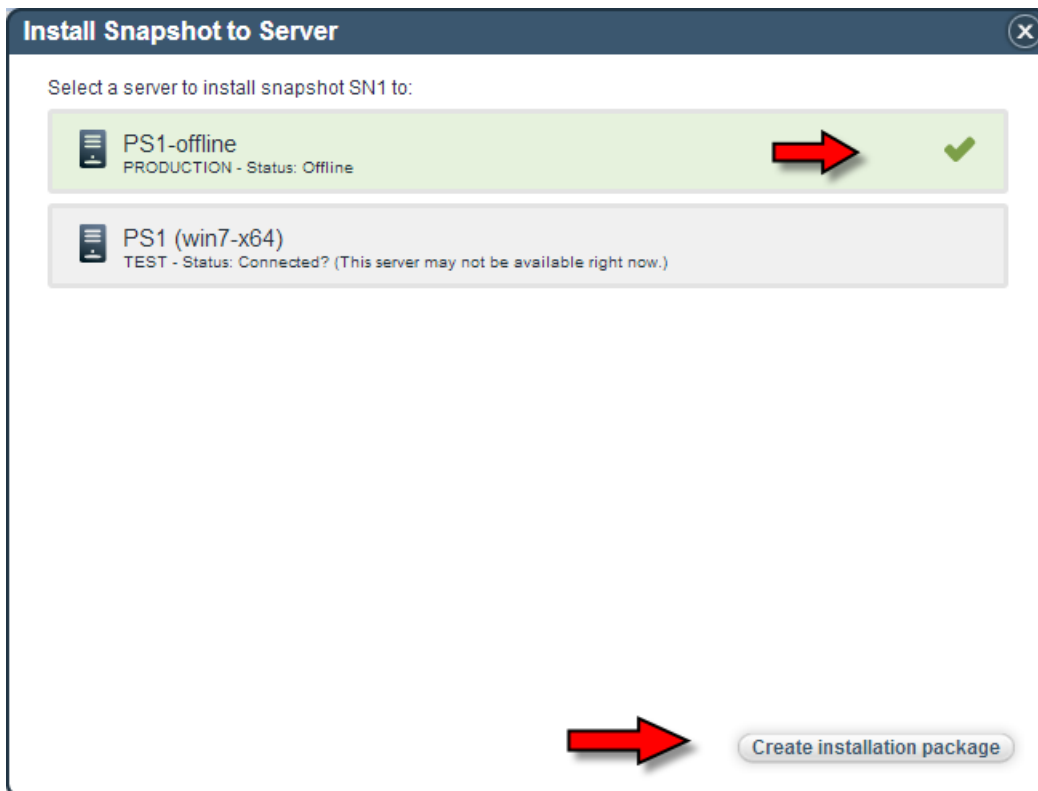 Install Snapshot to Server
Select a server to install snapshot SN1 to:
PS1-offline
PRODUCTION - Status: Offline
PS1 (win7-x64)
TEST - Status: Connected? (This server may not be available right now.)
Create installation package